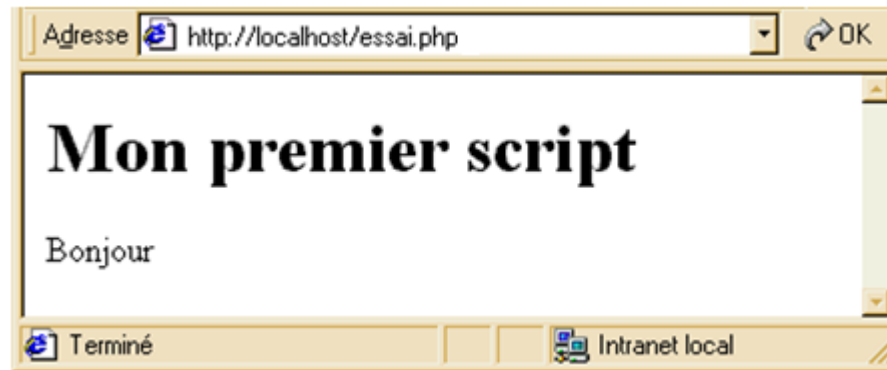 Adresse http://localhost/essai.php OK
Mon premier script
Bonjour
Terminé Intranet local